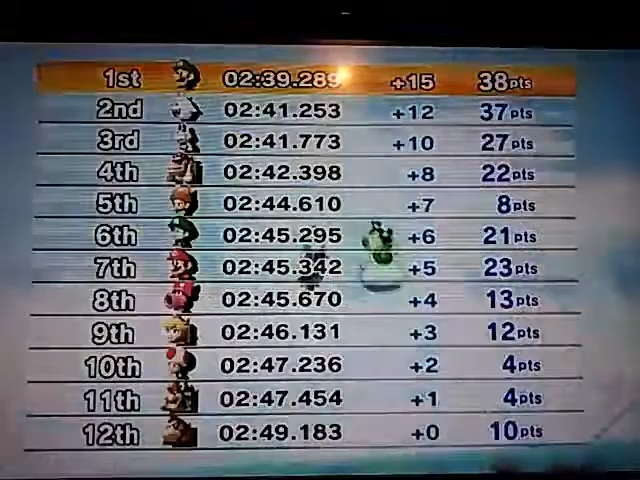 1st 02:39.289 +15 38pts
2nd 02:41.253 +12 37pts
3rd 02:41.773 +10 27pts
4th 02:42.398 +8 22pts
5th 02:44.610 +7 8pts
6th 02:45.295 +6 21pts
7th 02:45.342 +5 23pts
8th 02:45.670 +4 13pts
9th 02:46.131 +3 12pts
10th 02:47.236 +2 4pts
11th 02:47.454 +1 4pts
12th 02:49.183 +0 10pts